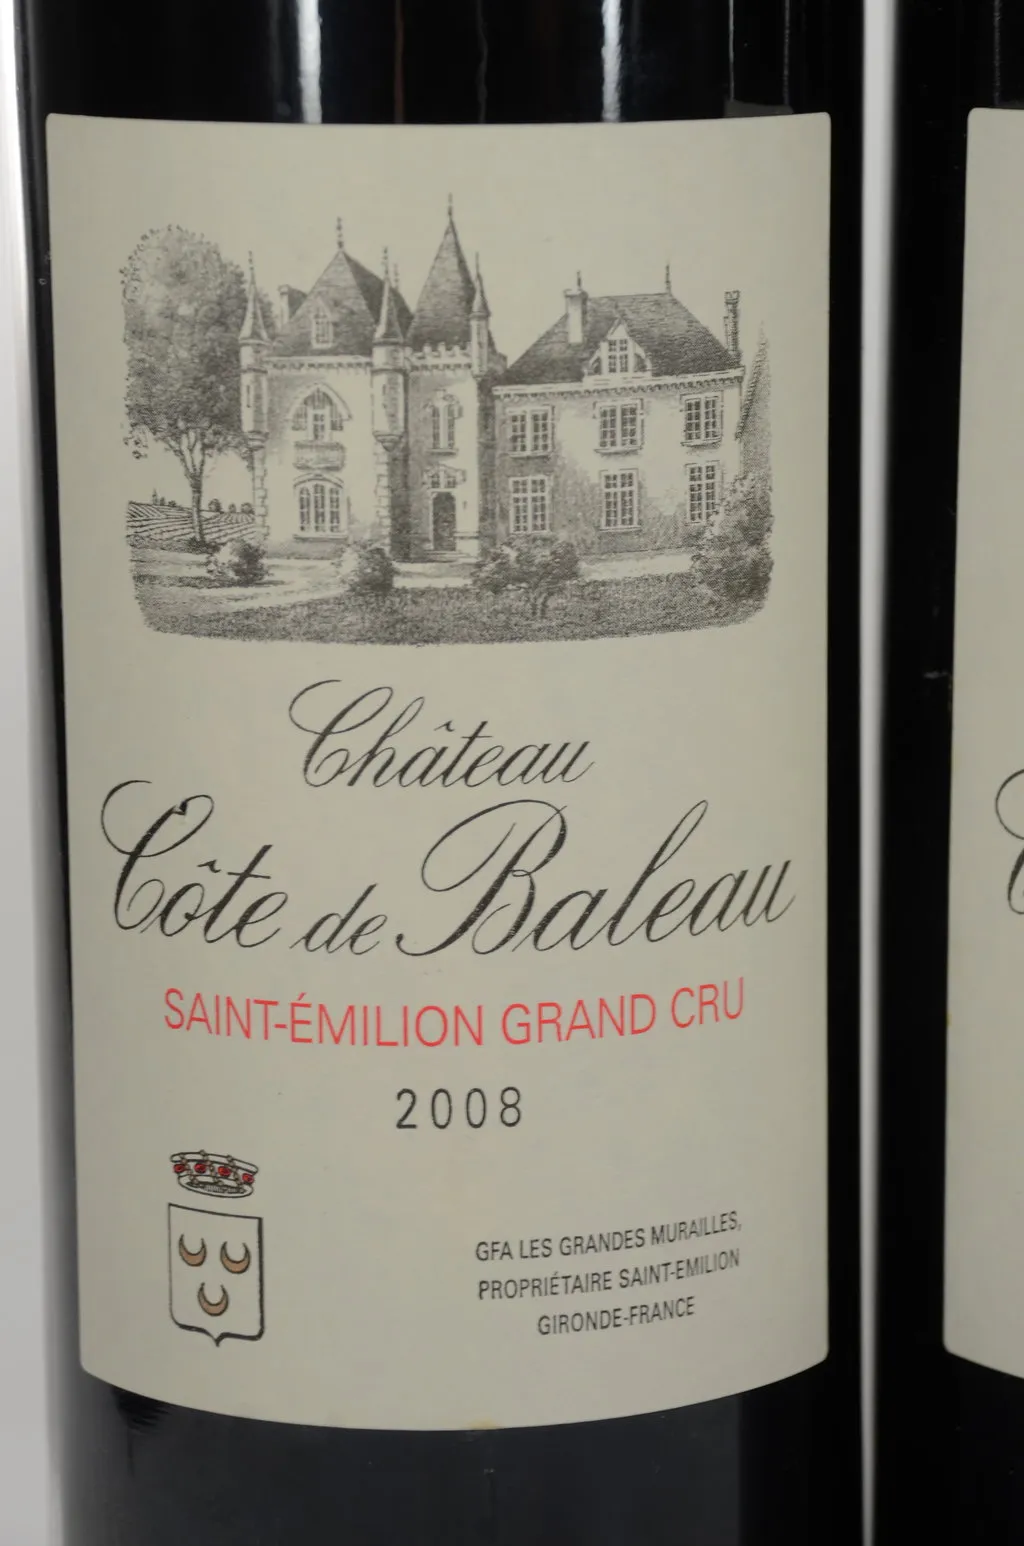 Château
Côte de Baleau
SAINT-ÉMILION GRAND CRU
2008
GFA LES GRANDES MURAILLES,
PROPRIÉTAIRE SAINT-EMILION
GIRONDE-FRANCE